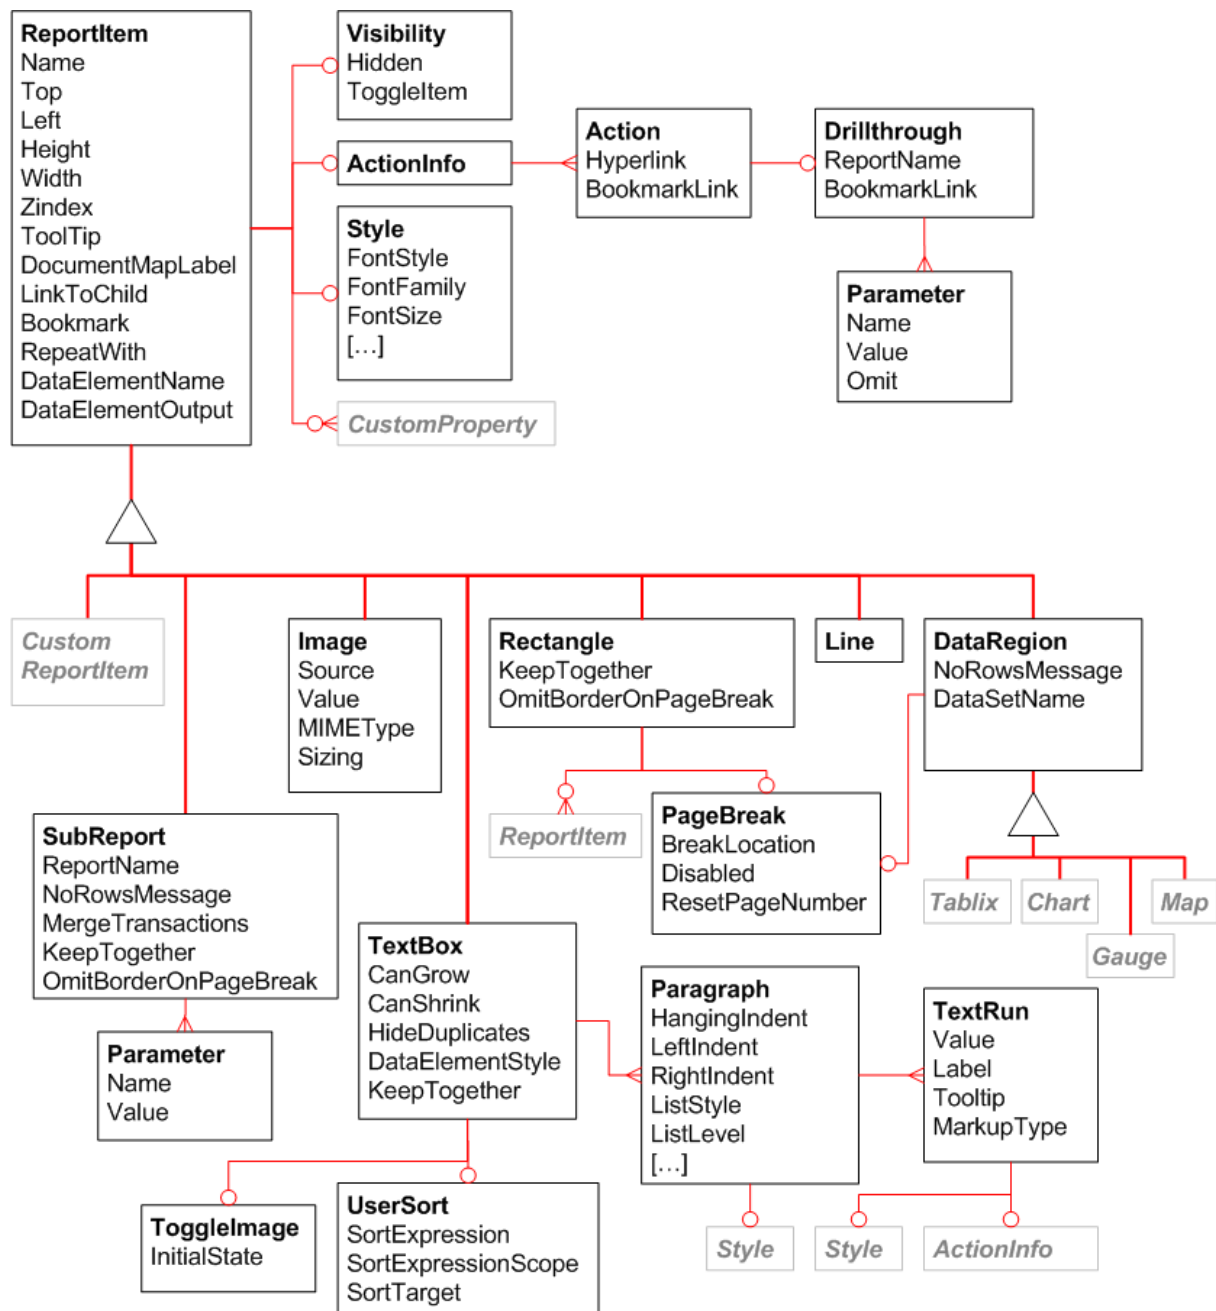 ReportItem
Name
Top
Left
Height
Width
Zindex
ToolTip
DocumentMapLabel
LinkToChild
Bookmark
RepeatWith
DataElementName
DataElementOutput
Visibility
Hidden
ToggleItem
ActionInfo
Style
FontStyle
FontFamily
FontSize
[...]
CustomProperty
Action
Hyperlink
BookmarkLink
Drillthrough
ReportName
BookmarkLink
Parameter
Name
Value
Omit
Custom
ReportItem
Image
Source
Value
MIMEType
Sizing
Rectangle
KeepTogether
OmitBorderOnPageBreak
Line
DataRegion
NoRowsMessage
DataSetName
SubReport
ReportName
NoRowsMessage
MergeTransactions
KeepTogether
OmitBorderOnPageBreak
ReportItem
PageBreak
BreakLocation
Disabled
ResetPageNumber
Tablix
Chart
Map
Gauge
TextBox
CanGrow
CanShrink
HideDuplicates
DataElementStyle
KeepTogether
Paragraph
HangingIndent
LeftIndent
RightIndent
ListStyle
ListLevel
[...]
TextRun
Value
Label
Tooltip
MarkupType
Parameter
Name
Value
ToggleImage
InitialState
UserSort
SortExpression
SortExpressionScope
SortTarget
Style
Style
ActionInfo